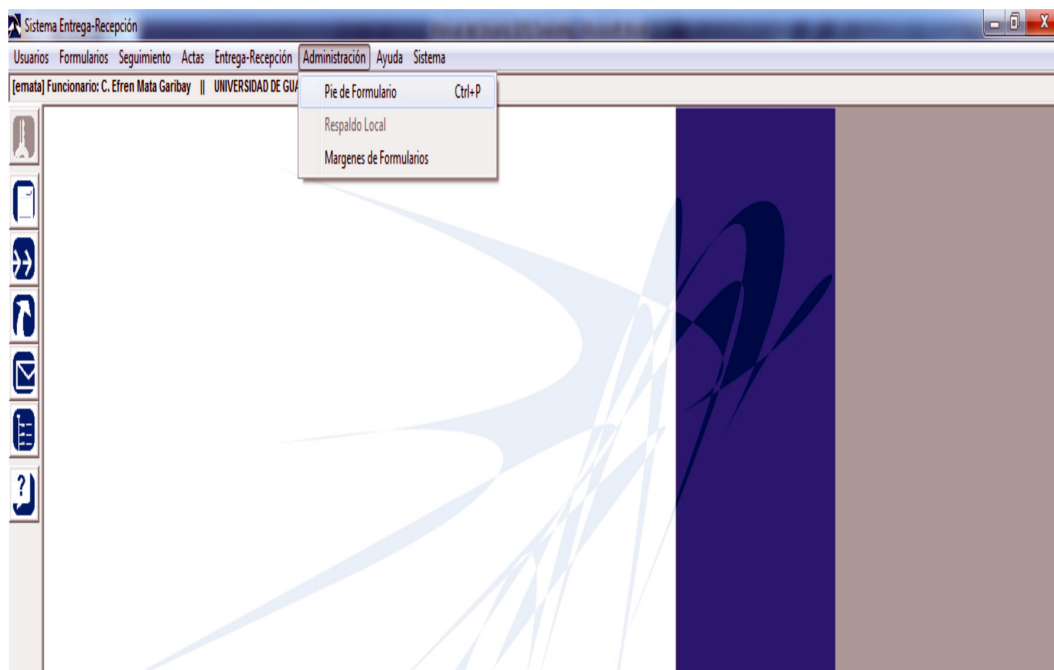 Sistema Entrega-Recepción
Usuarios Formularios Seguimiento Actas Entrega-Recepción Administración Ayuda Sistema
[emata] Funcionario: C. Efren Mata Garibay || UNIVERSIDAD DE GUA
Pie de Formulario Ctrl+P
Respaldo Local
Margenes de Formularios